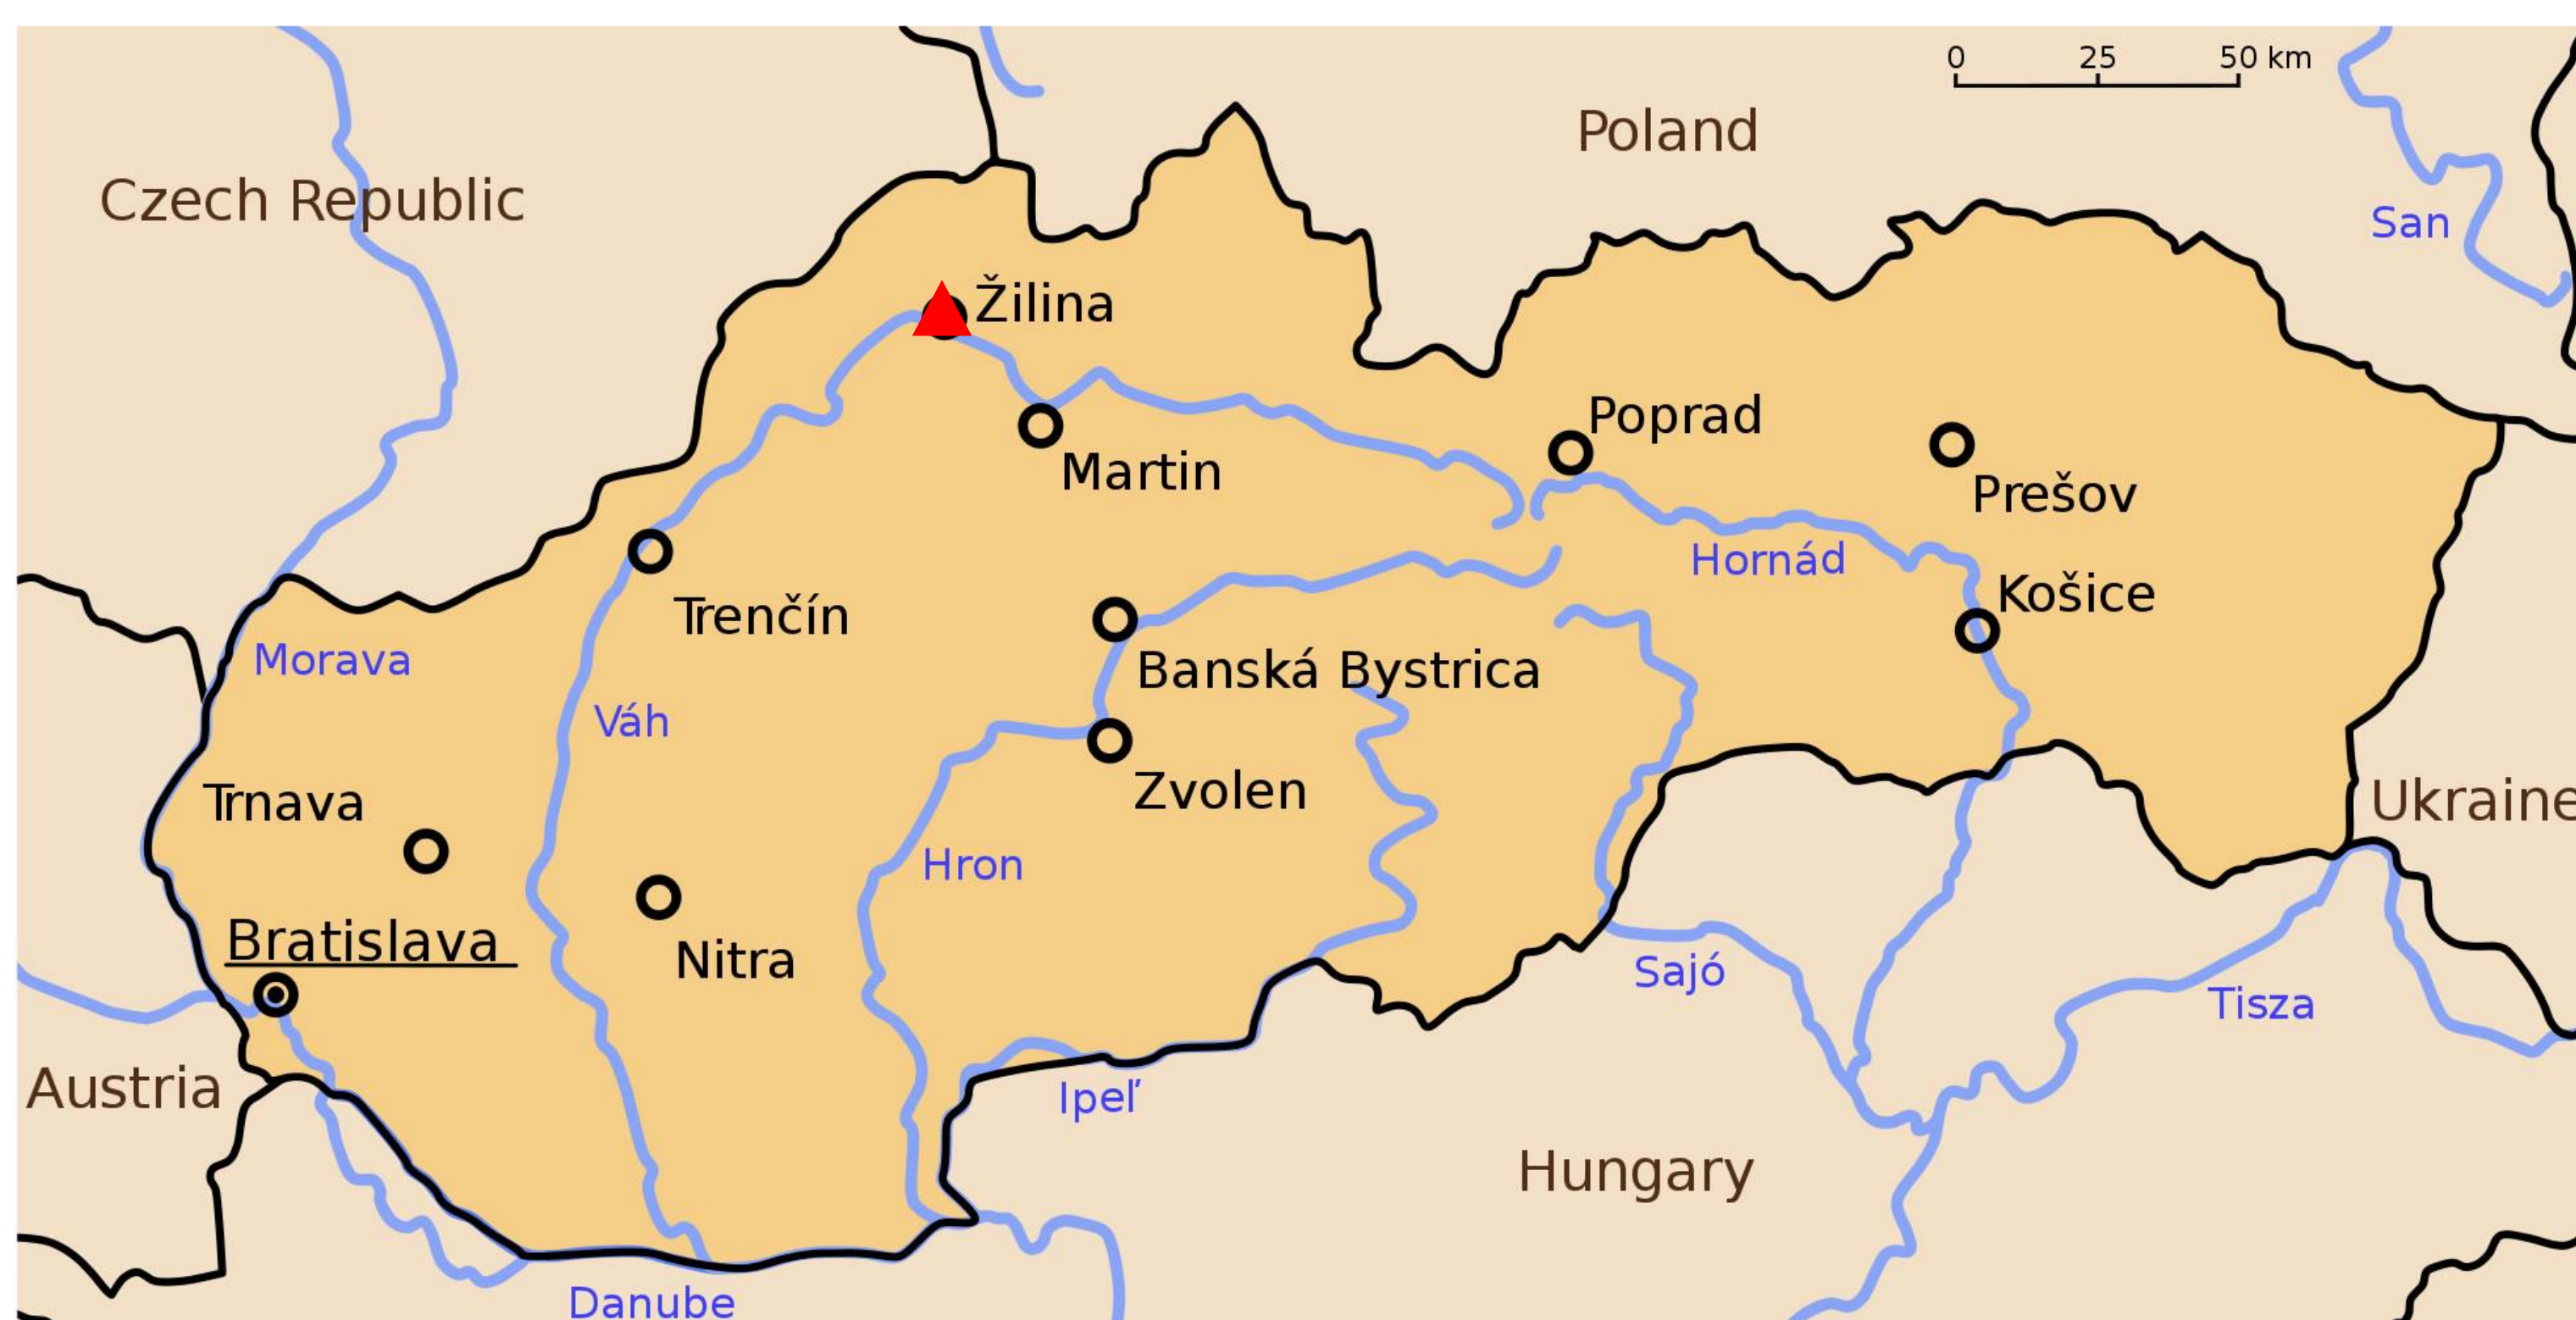 0 25 50 km
Poland
Czech Republic
San
Žilina
Poprad
Martin
Prešov
Hornád
Košice
Trenčín
Morava
Banská Bystrica
Váh
Trnava
Zvolen
Ukraine
Hron
Bratislava
Nitra
Sajó
Tisza
Austria
Ipeľ
Hungary
Danube